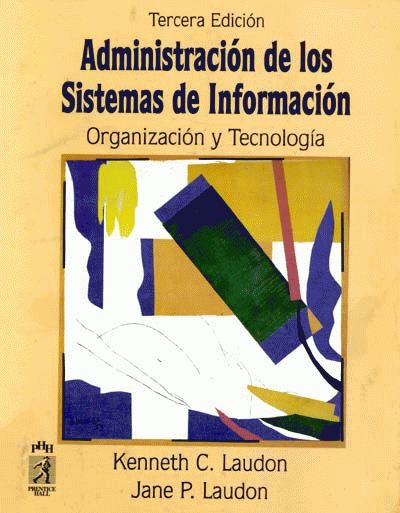 Tercera Edición
Administración de los
Sistemas de Información
Organización y Tecnología
Kenneth C. Laudon
Jane P. Laudon
PHH
PRENTICE
HALL